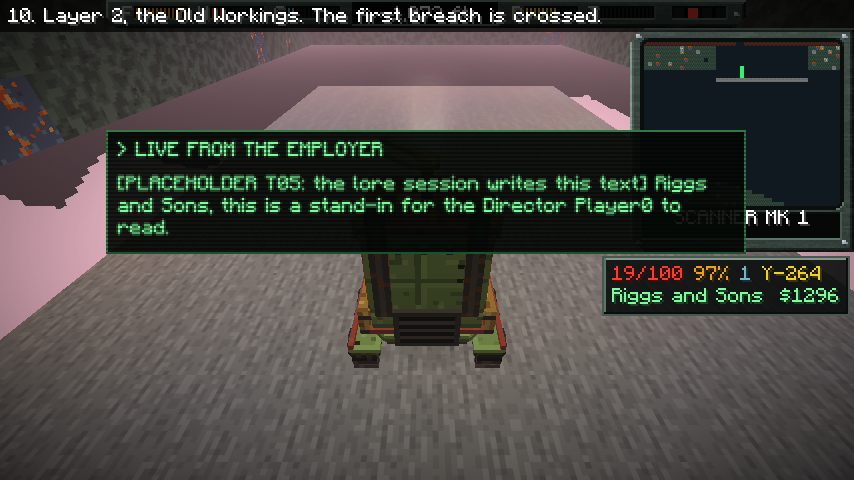 10. Layer 2, the Old Workings. The first breach is crossed.
> LIVE FROM THE EMPLOYER
[PLACEHOLDER T05: the lore session writes this text] Riggs
and Sons, this is a stand-in for the Director Player0 to
read.
MK 1
19/100 97% 1 Y-264
Riggs and Sons $1296